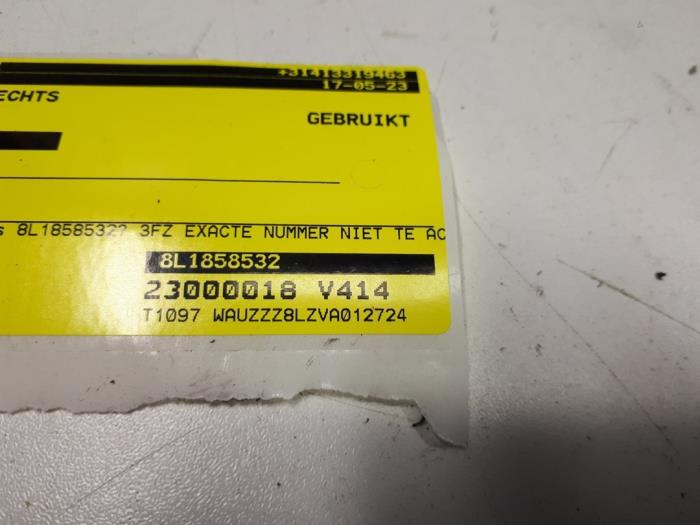 +31413319463
17-05-23
ECHTS
GEBRUIKT
s 8L1858532? 3FZ EXACTE NUMMER NIET TE AC
8L1858532
23000018 V414
T1097 WAUZZZ8LZVA012724